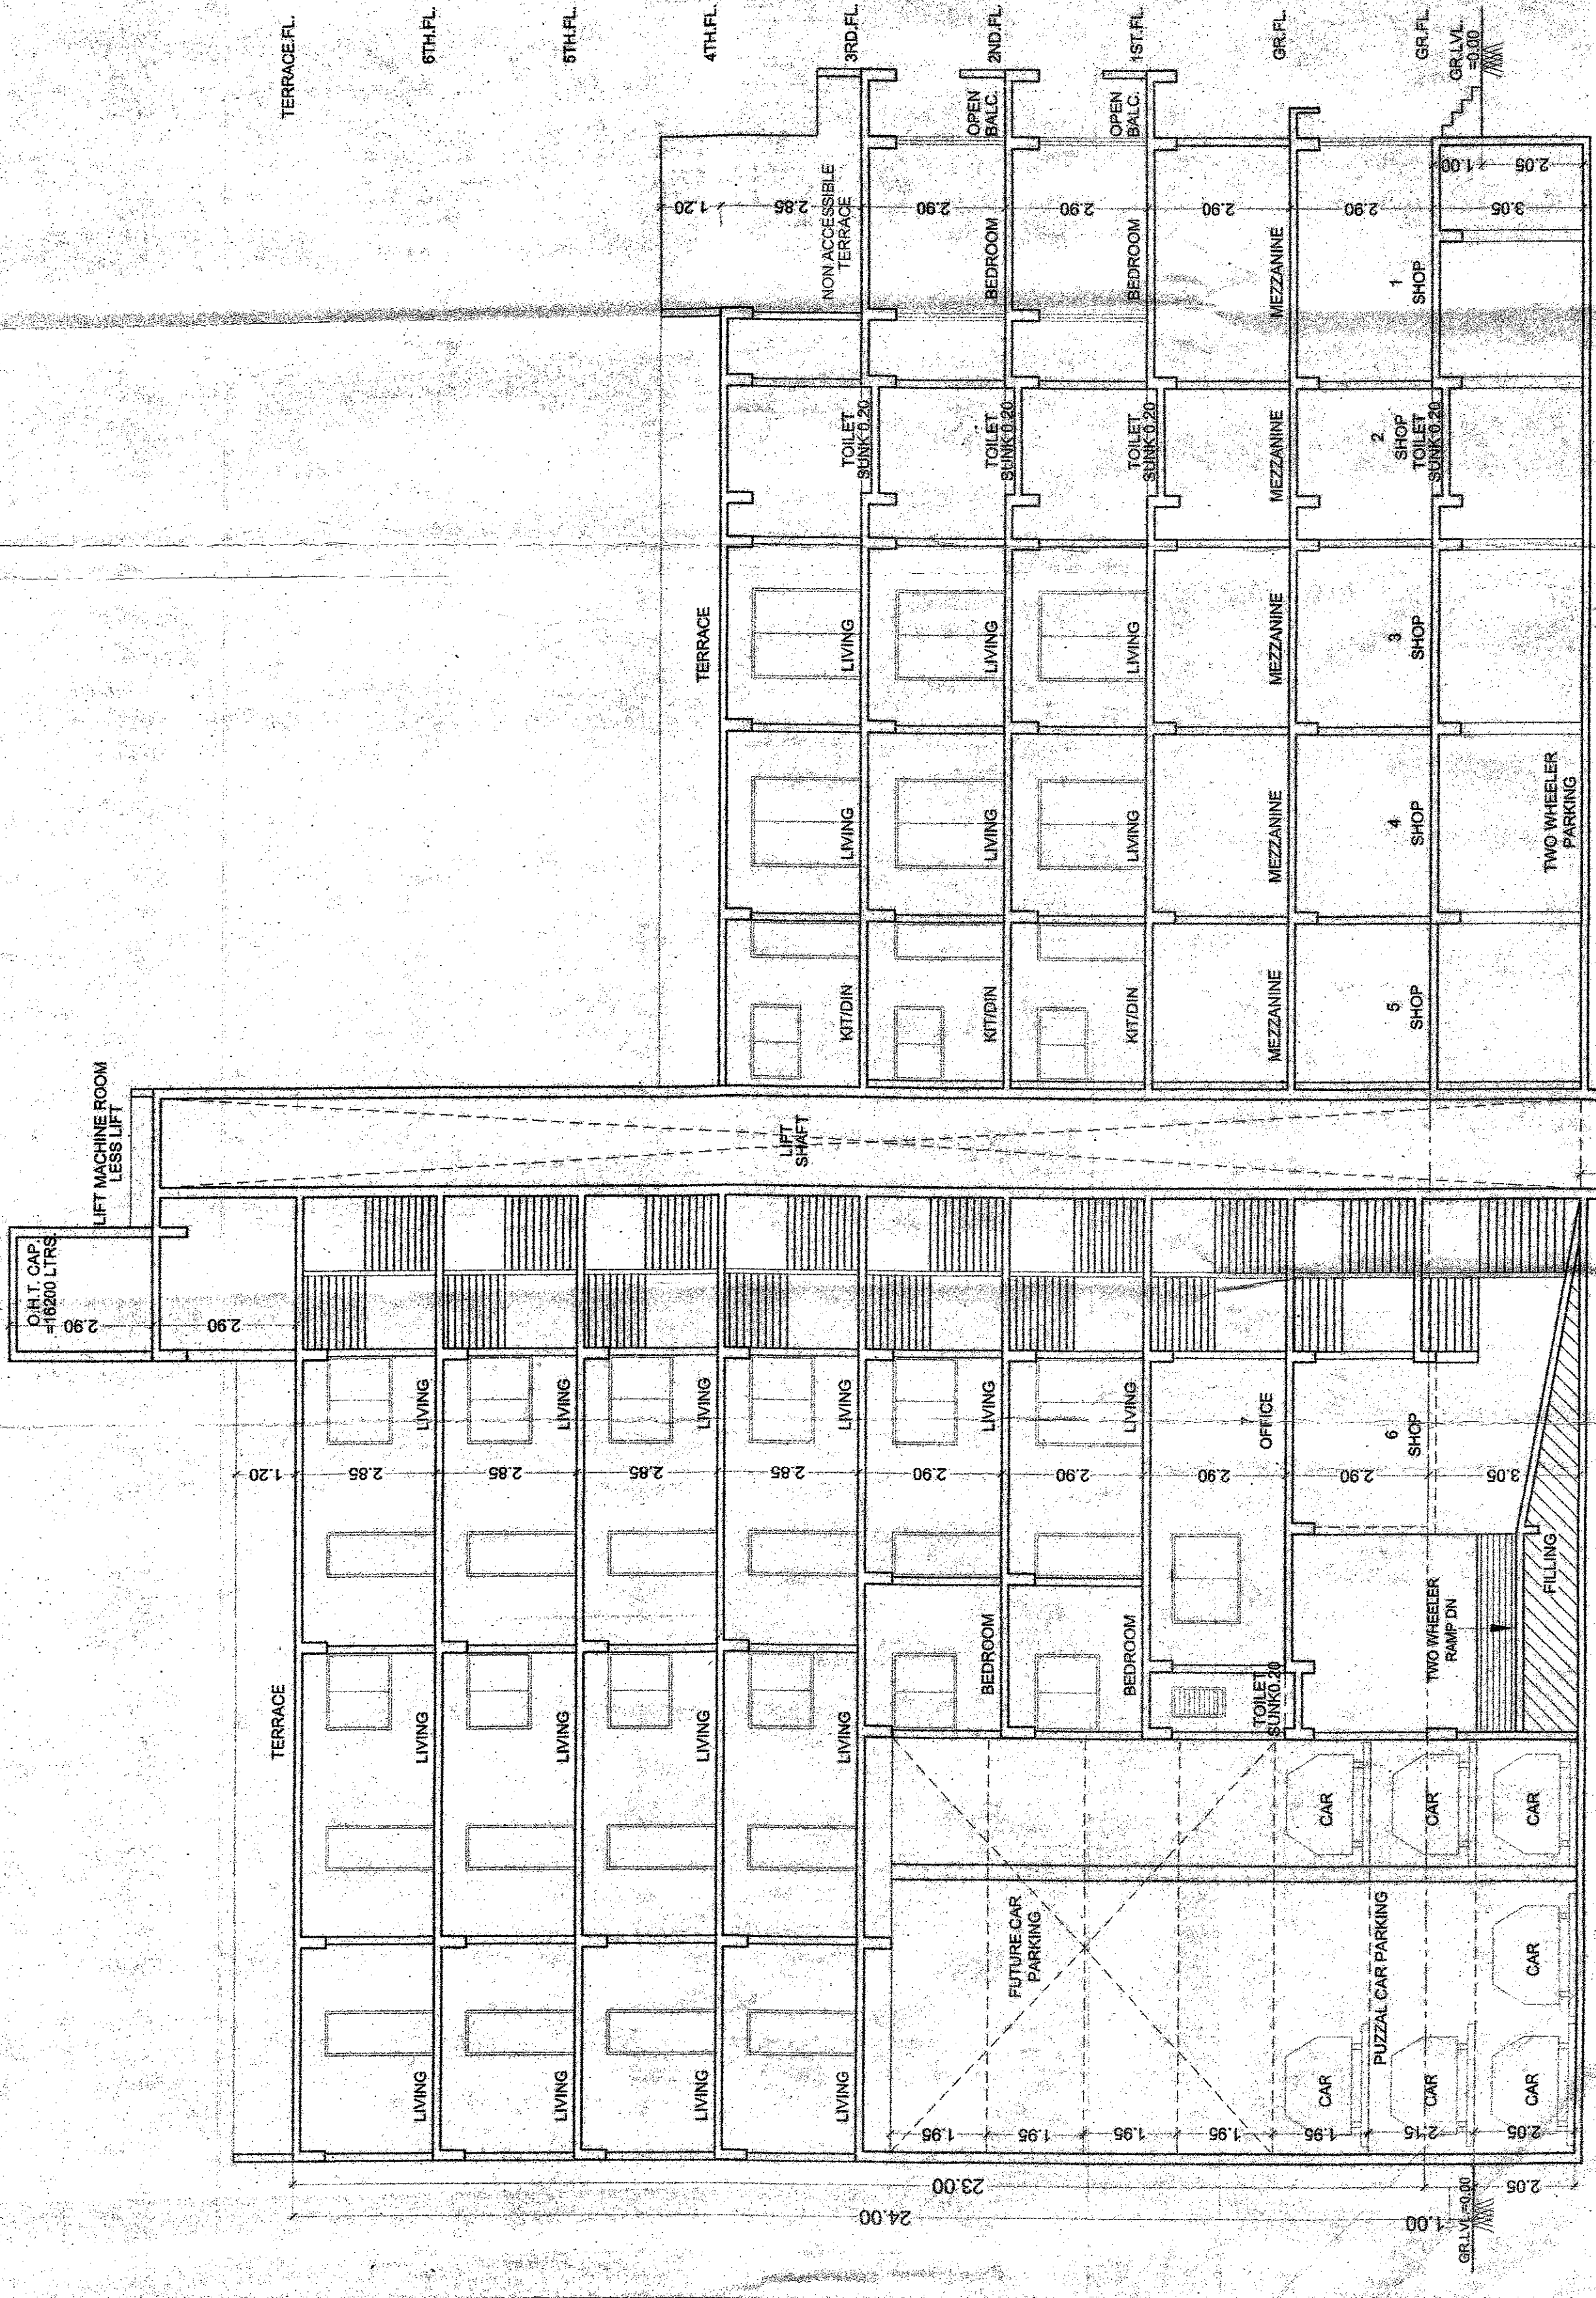 O.H.T. CAP.
=16200 LTRS.
2.90
LIFT MACHINE ROOM
LESS LIFT
2.90
1.20
TERRACE
TERRACE.FL.
24.00
23.00
2.85
LIVING
LIVING
LIVING
6TH.FL.
2.85
LIVING
5TH.FL.
2.85
LIVING
LIVING
LIVING
TERRACE
1.20
4TH.FL.
2.85
LIVING
LIVING
LIVING
LIFT
SHAFT
KIT/DIN
LIVING
LIVING
TOILET
SUNK 0.20
2.85
NON ACCESSIBLE
TERRACE
3RD.FL.
2.90
BEDROOM
LIVING
KIT/DIN
LIVING
LIVING
TOILET
SUNK 0.20
BEDROOM
2.90
OPEN
BALC.
2ND.FL.
FUTURE CAR
PARKING
2.90
BEDROOM
LIVING
KIT/DIN
LIVING
LIVING
TOILET
SUNK 0.20
BEDROOM
2.90
OPEN
BALC.
1ST.FL.
1.95
1.95
1.95
1.95
1.95
2.15
2.05
TOILET
SUNK0.20
2.90
7
OFFICE
MEZZANINE
MEZZANINE
MEZZANINE
MEZZANINE
MEZZANINE
2.90
GR.FL.
CAR
CAR
PUZZAL CAR PARKING
CAR
CAR
2.90
6
SHOP
5
SHOP
4
SHOP
3
SHOP
2
SHOP
TOILET
SUNK 0.20
1
SHOP
2.90
GR.FL.
1.00
GR.LVL.=0.00
2.05
CAR
CAR
CAR
TWO WHEELER
RAMP DN
FILLING
3.05
TWO WHEELER
PARKING
3.05
1.00
2.05
GR.LVL.
=0.00